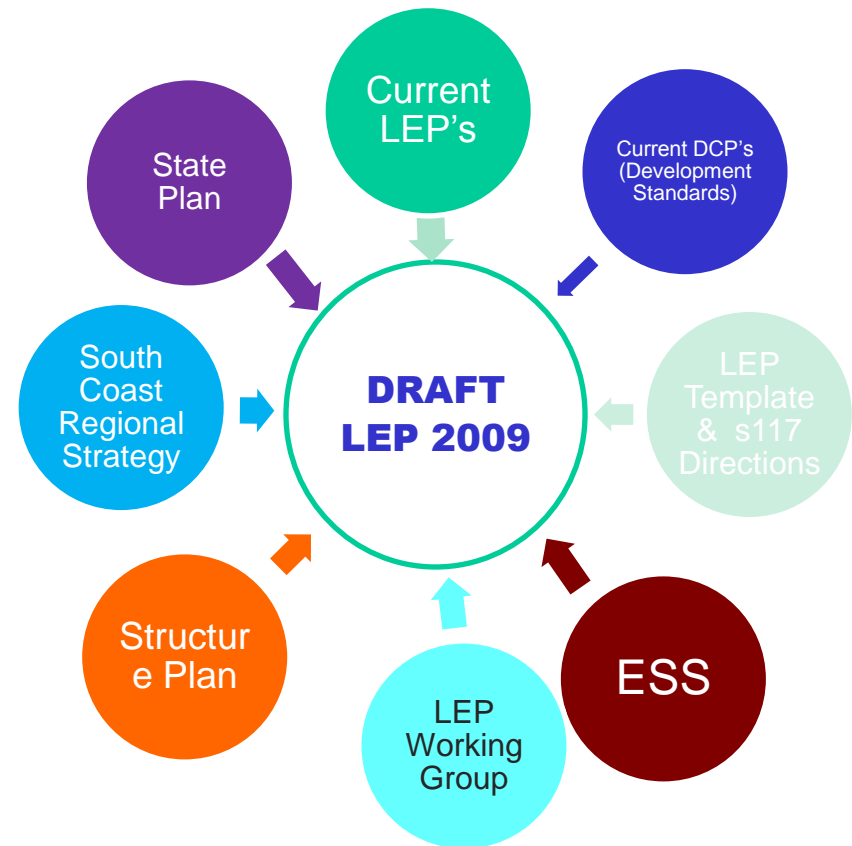 Current
LEP's
State
Plan
Current DCP's
(Development
Standards)
South
Coast
Regional
Strategy
DRAFT
LEP 2009
LEP
Template
& s117
Directions
Structur
e Plan
ESS
LEP
Working
Group